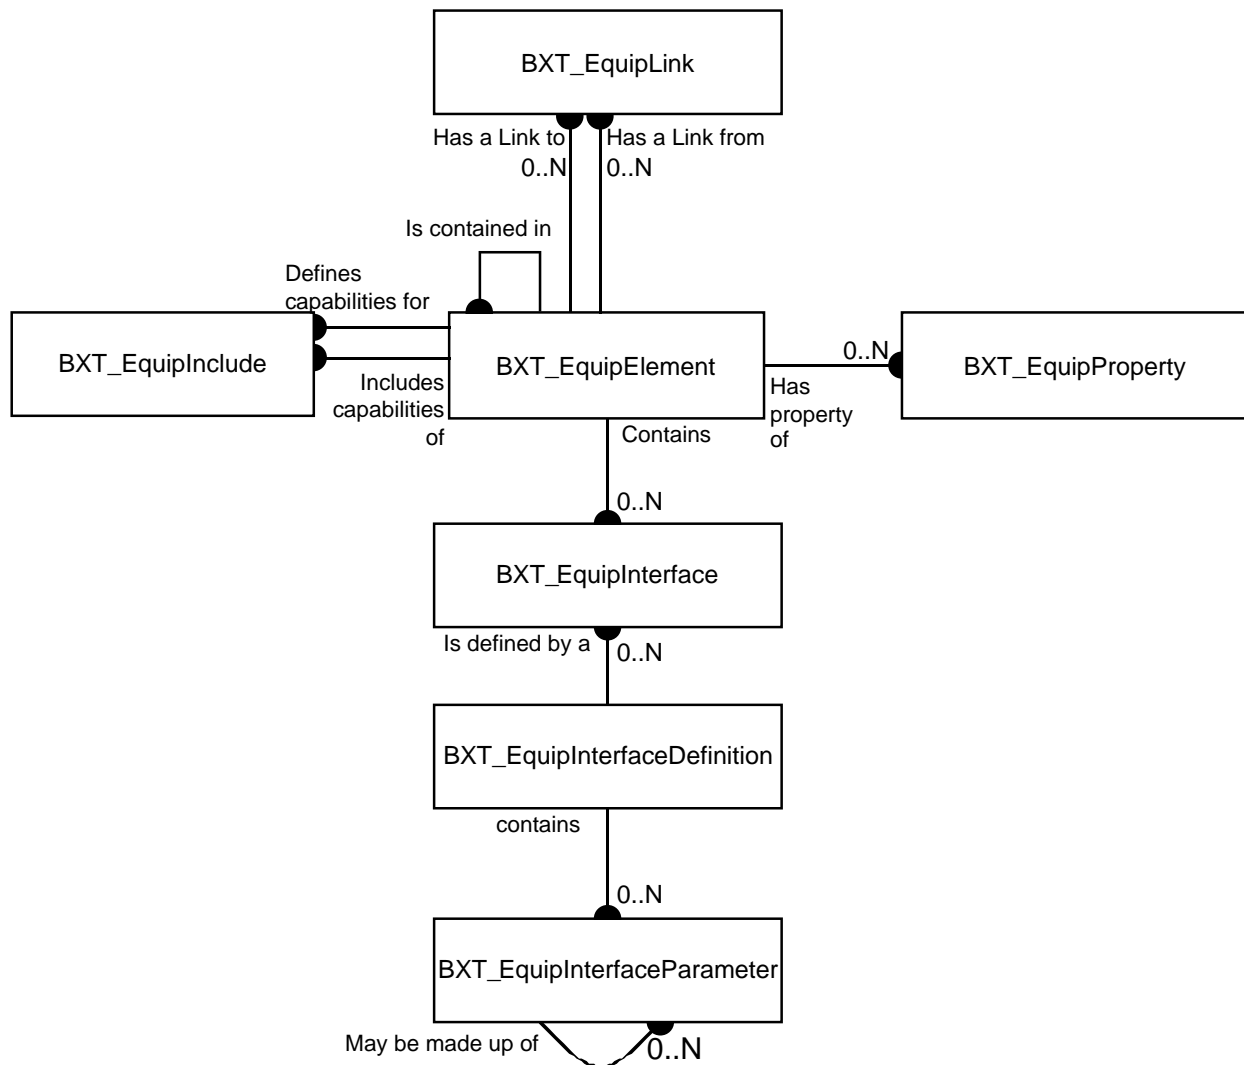 BXT_EquipLink
Has a Link to
Has a Link from
0..N
0..N
Is contained in
Defines
capabilities for
BXT_EquipInclude
BXT_EquipElement
0..N
BXT_EquipProperty
Includes
capabilities
of
Has
property
of
Contains
0..N
BXT_EquipInterface
Is defined by a
0..N
BXT_EquipInterfaceDefinition
contains
0..N
BXT_EquipInterfaceParameter
May be made up of
0..N